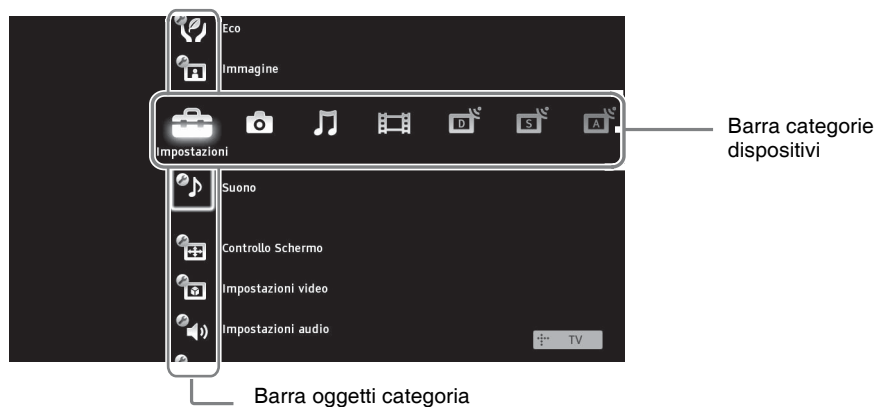 Eco
Immagine
Impostazioni
D
S
A
Barra categorie
dispositivi
Suono
Controllo Schermo
Impostazioni video
Impostazioni audio
TV
Barra oggetti categoria